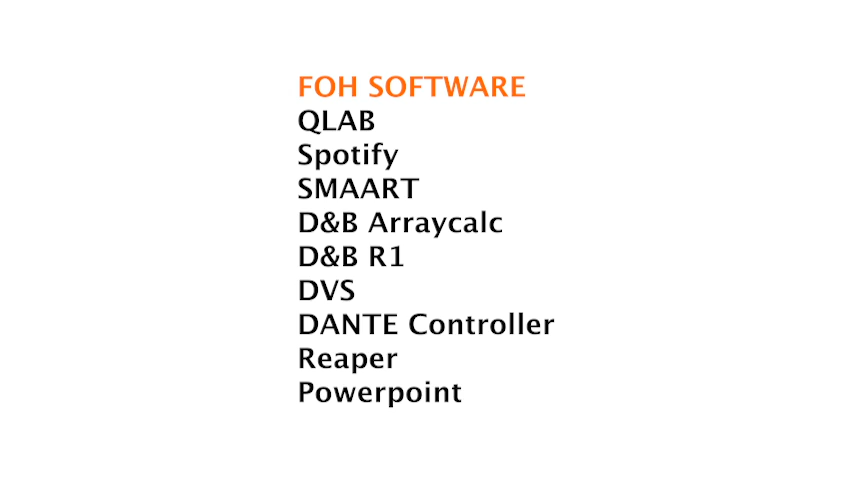 FOH SOFTWARE
QLAB
Spotify
SMAART
D&B Arraycalc
D&B R1
DVS
DANTE Controller
Reaper
Powerpoint